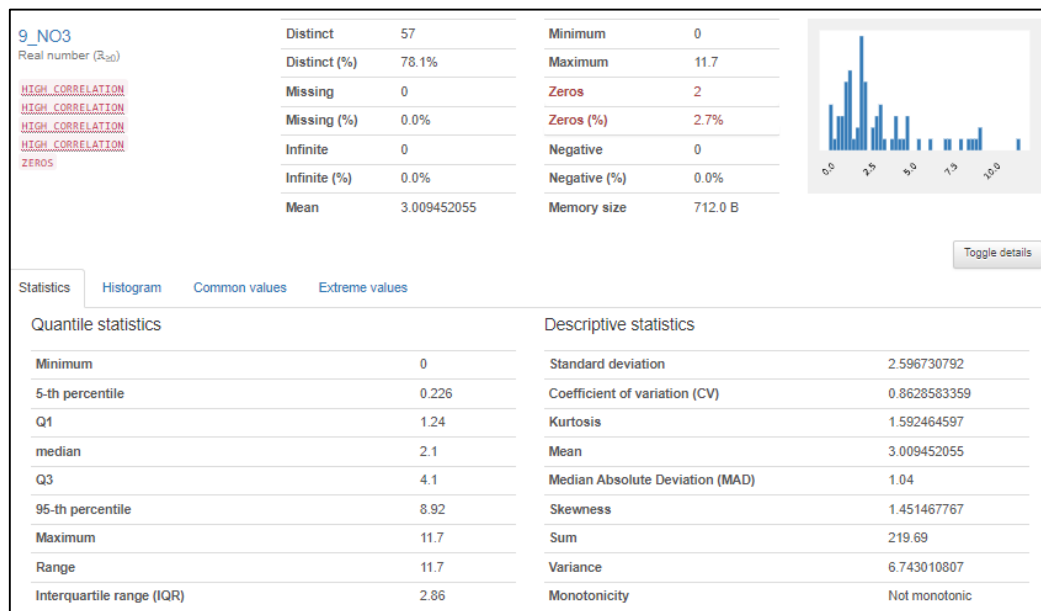 9_NO3
Real number (ℝ≥0)
HIGH CORRELATION
HIGH CORRELATION
HIGH CORRELATION
HIGH CORRELATION
ZEROS
Distinct 57
Distinct (%) 78.1%
Missing 0
Missing (%) 0.0%
Infinite 0
Infinite (%) 0.0%
Mean 3.009452055
Minimum 0
Maximum 11.7
Zeros 2
Zeros (%) 2.7%
Negative 0
Negative (%) 0.0%
Memory size 712.0 B
0.0 2.5 5.0 7.5 10.0
Toggle details
Statistics Histogram Common values Extreme values
Quantile statistics
Minimum 0
5-th percentile 0.226
Q1 1.24
median 2.1
Q3 4.1
95-th percentile 8.92
Maximum 11.7
Range 11.7
Interquartile range (IQR) 2.86
Descriptive statistics
Standard deviation 2.596730792
Coefficient of variation (CV) 0.8628583359
Kurtosis 1.592464597
Mean 3.009452055
Median Absolute Deviation (MAD) 1.04
Skewness 1.451467767
Sum 219.69
Variance 6.743010807
Monotonicity Not monotonic